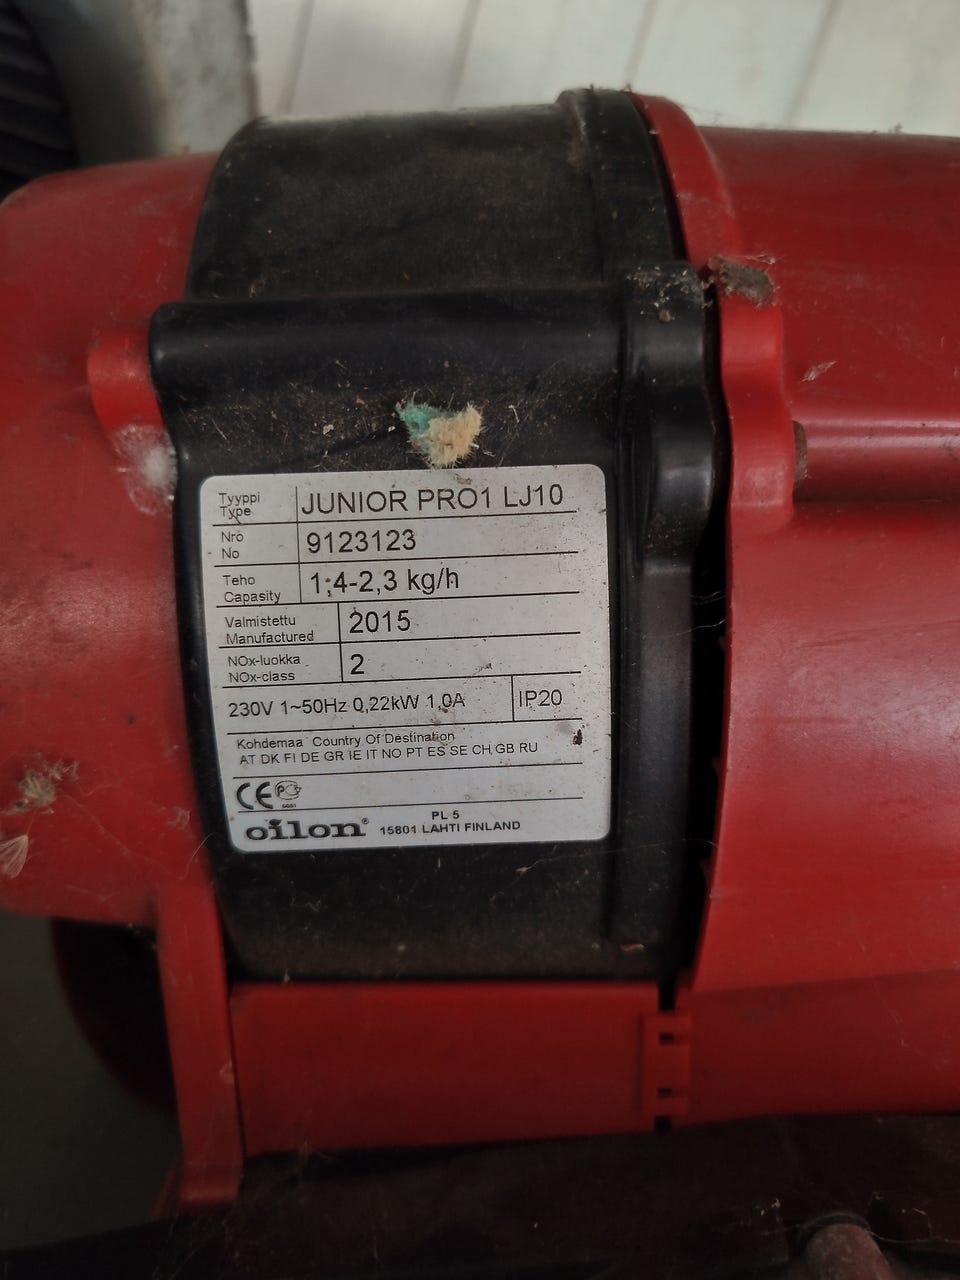 Tyyppi
Type
JUNIOR PRO1 LJ10
Nro
No
9123123
Teho
Capacity
1,4-2,3 kg/h
Valmistettu
Manufactured
2015
NOx-luokka
NOx-class
2
230V 1~50Hz 0,22kW 1,0A
IP20
Kohdemaa Country Of Destination
AT DK FI DE GR IE IT NO PT ES SE CH GB RU
CE
oilon®
PL 5
15801 LAHTI FINLAND